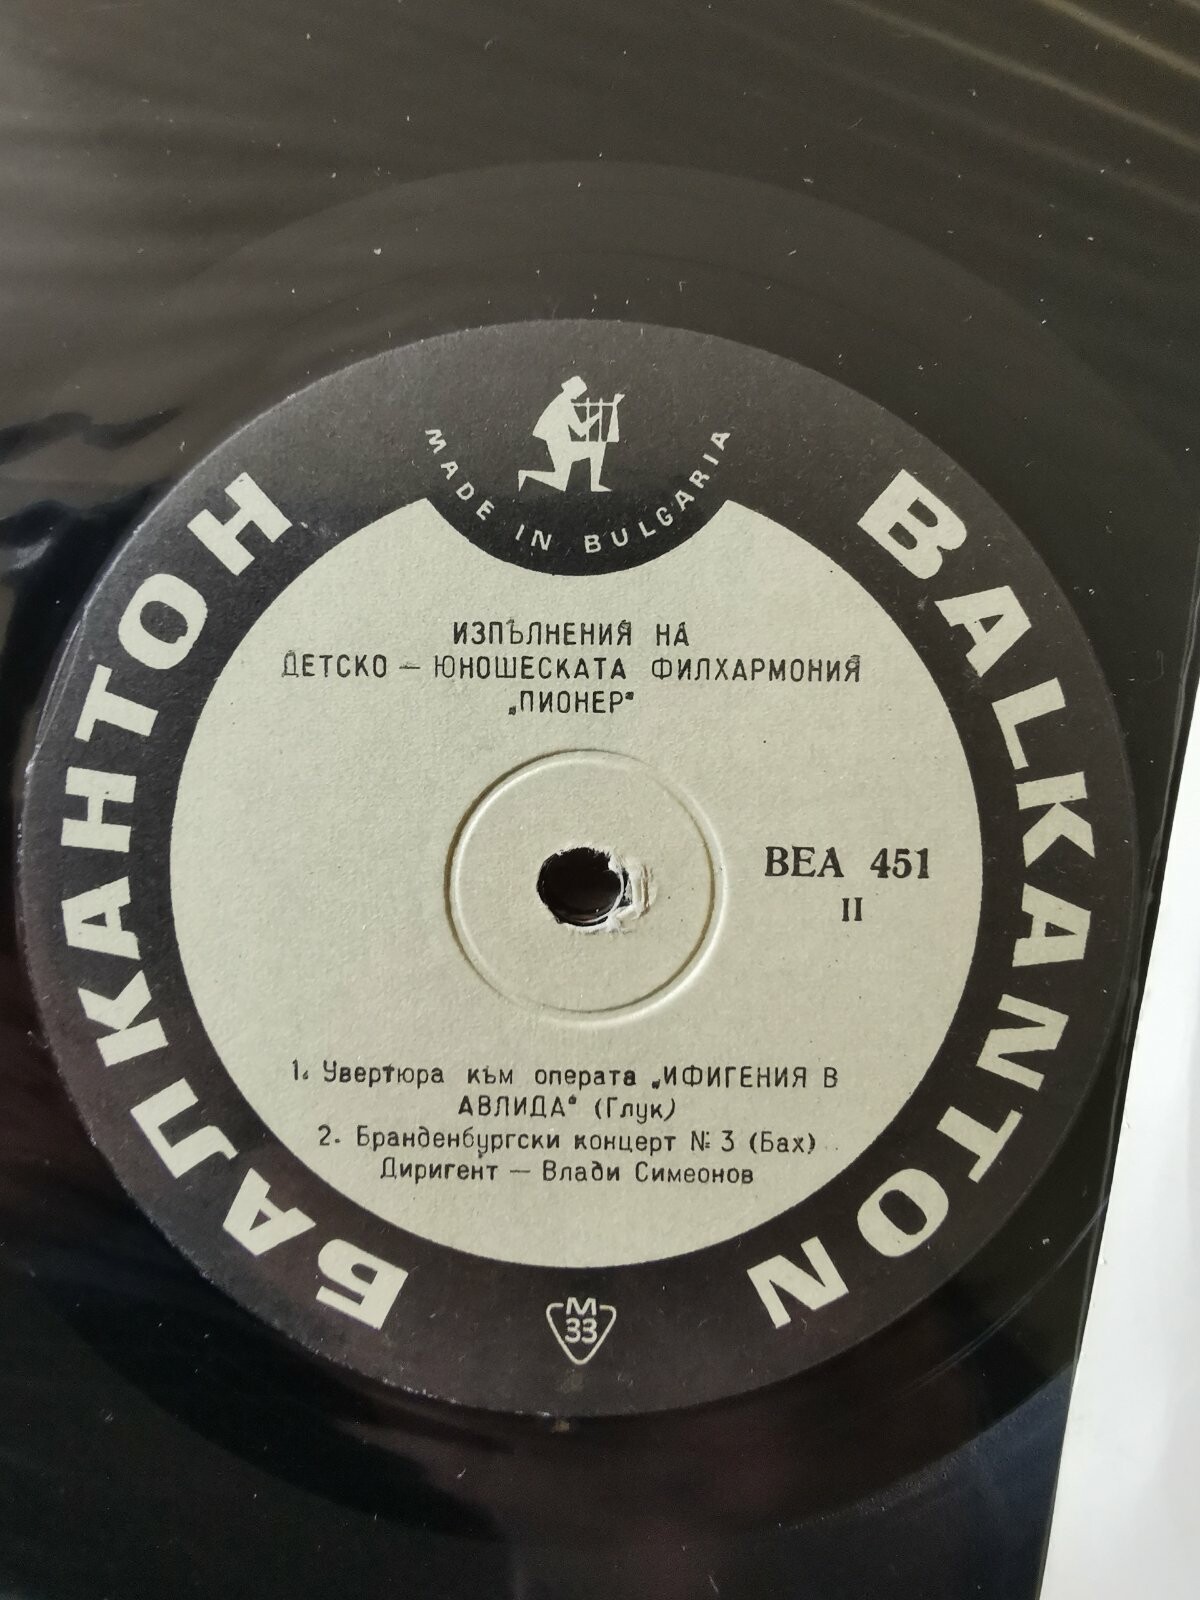 MADE IN BULGARIA
БАЛКАНТОН
BALKANTON
ИЗПЪЛНЕНИЯ НА
ДЕТСКО – ЮНОШЕСКАТА ФИЛХАРМОНИЯ
„ПИОНЕР“
ВЕА 451
II
1. Увертюра към операта „ИФИГЕНИЯ В
АВЛИДА“ (Глук)
2. Бранденбургски концерт № 3 (Бах)
Диригент – Влади Симеонов
M
33